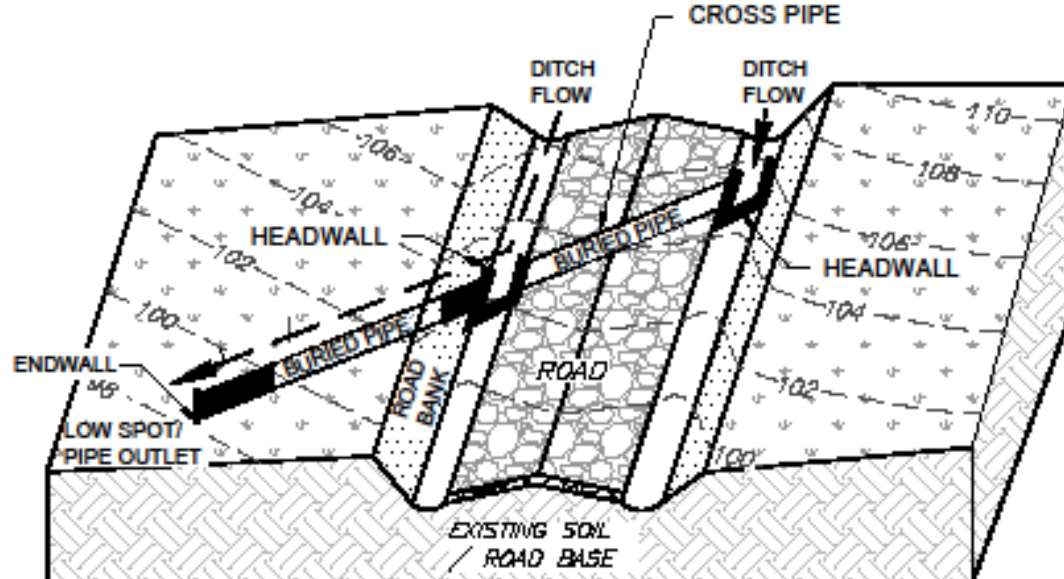 CROSS PIPE
DITCH
FLOW
DITCH
FLOW
110
108
106
104
102
100
106
104
102
100
98
HEADWALL
BURIED PIPE
HEADWALL
BURIED PIPE
ENDWALL
LOW SPOT/
PIPE OUTLET
ROAD
BANK
ROAD
EXISTING SOIL
/ ROAD BASE